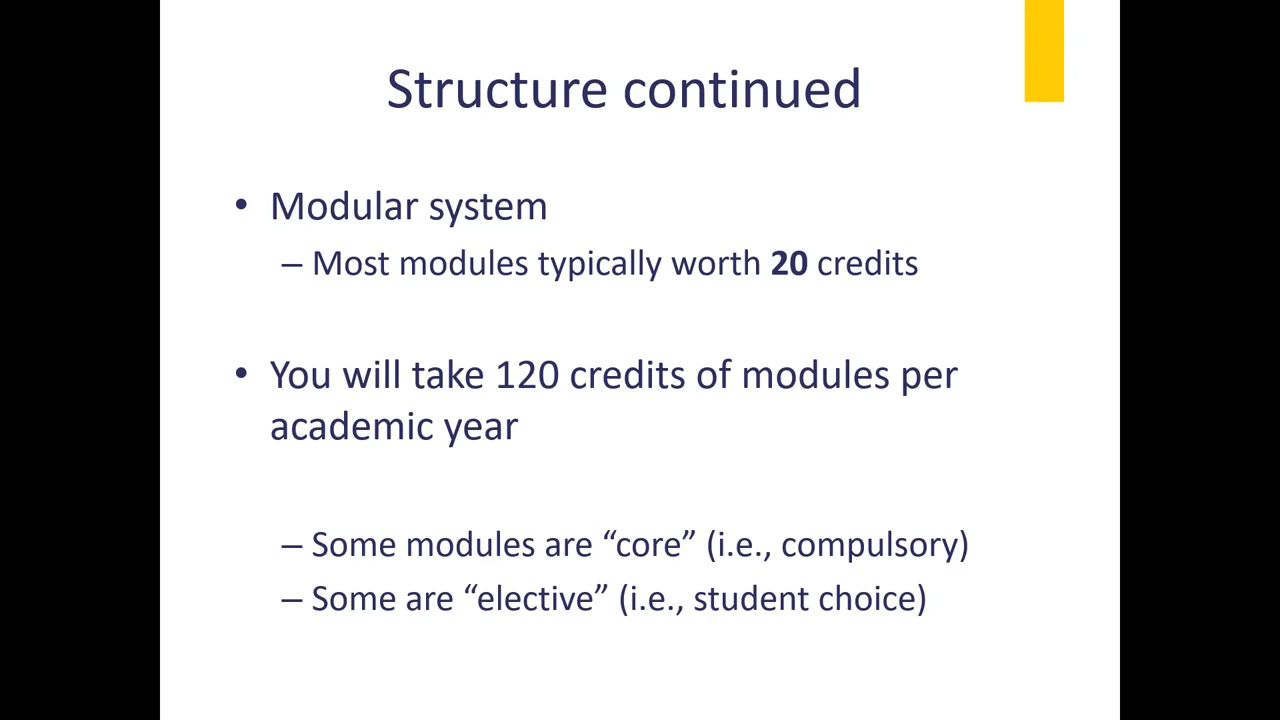 Structure continued
• Modular system
– Most modules typically worth 20 credits
• You will take 120 credits of modules per
academic year
– Some modules are “core” (i.e., compulsory)
– Some are “elective” (i.e., student choice)